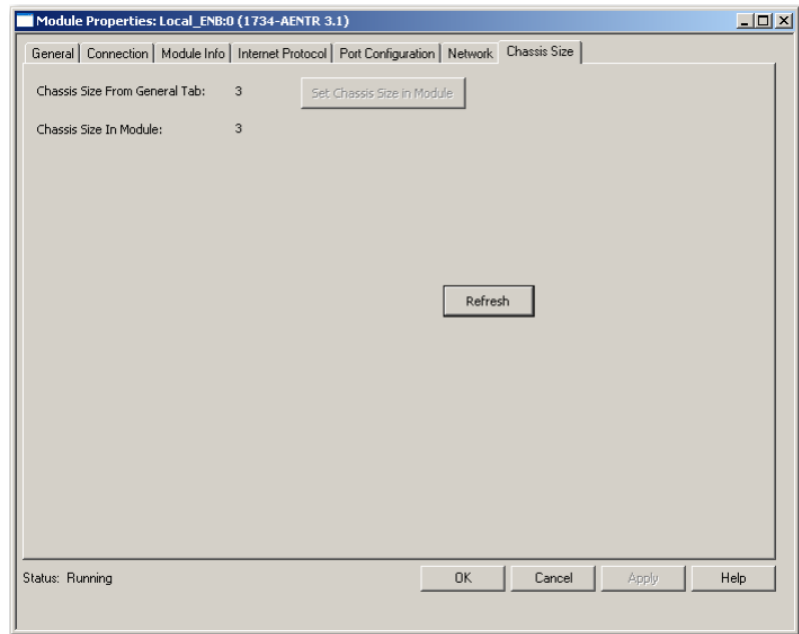 Module Properties: Local_ENB:0 (1734-AENTR 3.1)
General Connection Module Info Internet Protocol Port Configuration Network Chassis Size
Chassis Size From General Tab: 3 Set Chassis Size in Module
Chassis Size In Module: 3
Refresh
Status: Running OK Cancel Apply Help